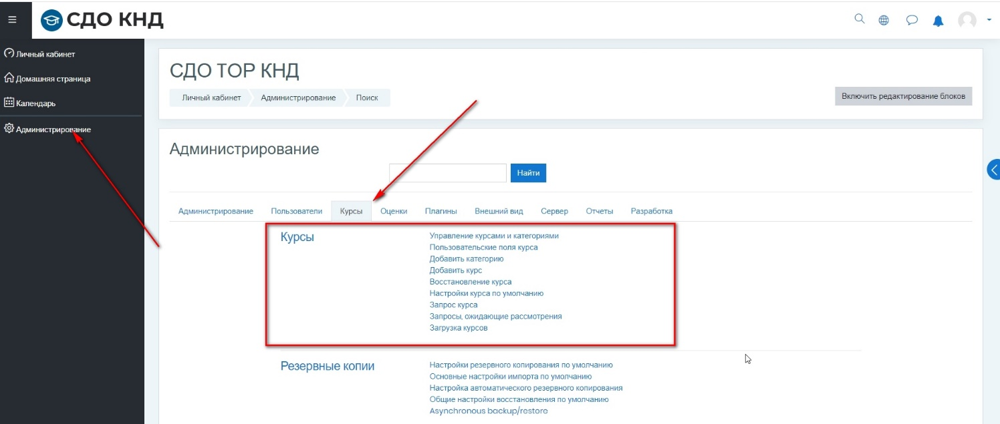 СДО КНД
Личный кабинет
Домашняя страница
Календарь
Администрирование
СДО ТОР КНД
Личный кабинет Администрирование Поиск
Включить редактирование блоков
Администрирование
Найти
Администрирование Пользователи Курсы Оценки Плагины Внешний вид Сервер Отчеты Разработка
Курсы
Управление курсами и категориями
Пользовательские поля курса
Добавить категорию
Добавить курс
Восстановление курса
Настройки курса по умолчанию
Запрос курса
Запросы, ожидающие рассмотрения
Загрузка курсов
Резервные копии
Настройки резервного копирования по умолчанию
Основные настройки импорта по умолчанию
Настройка автоматического резервного копирования
Общие настройки восстановления по умолчанию
Asynchronous backup/restore